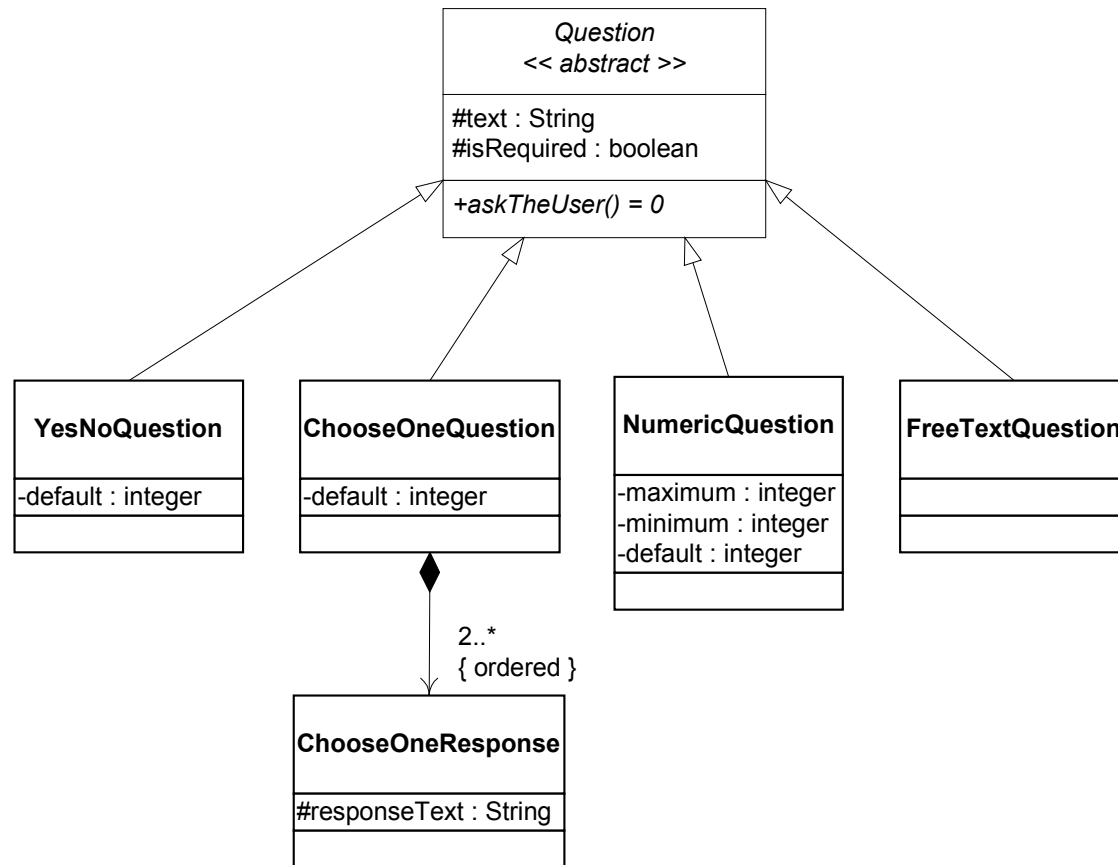 Question
<< abstract >>
#text : String
#isRequired : boolean
+askTheUser() = 0
YesNoQuestion
-default : integer
ChooseOneQuestion
-default : integer
NumericQuestion
-maximum : integer
-minimum : integer
-default : integer
FreeTextQuestion
2..*
{ ordered }
ChooseOneResponse
#responseText : String